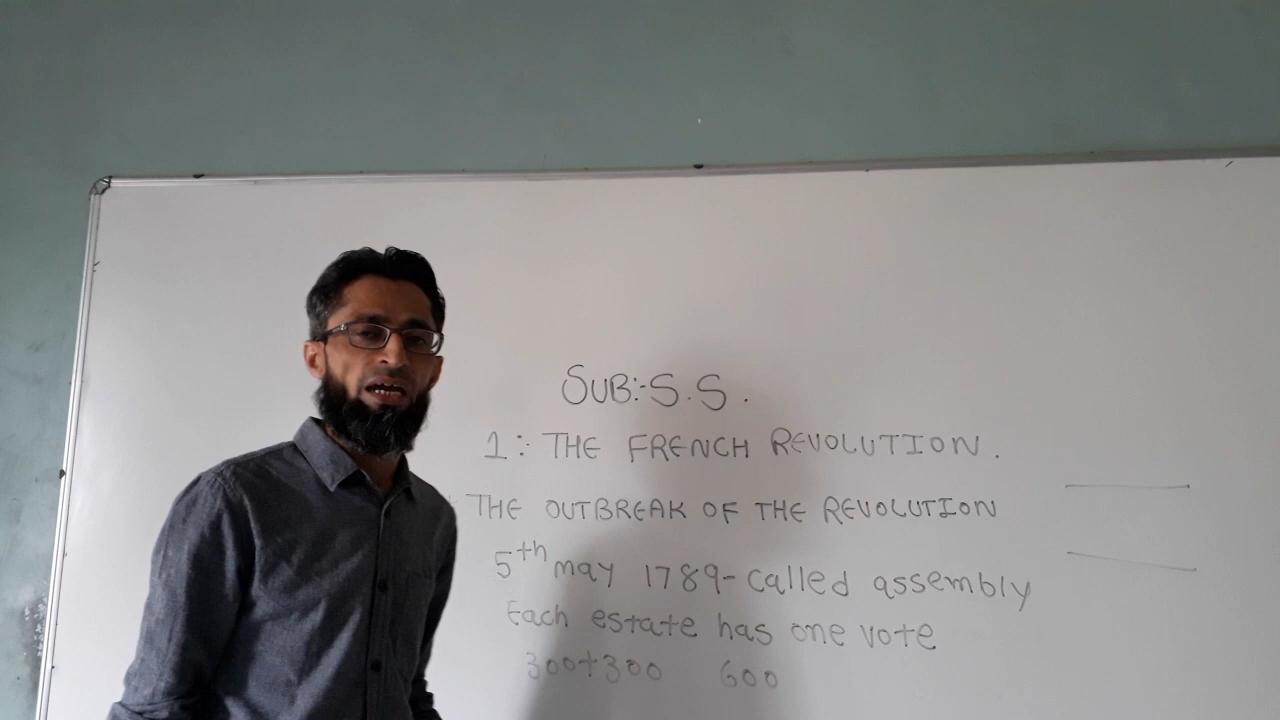 SUB:-S.S.
1:- THE FRENCH REVOLUTION.
THE OUTBREAK OF THE REVOLUTION
5th may 1789-called assembly
Each estate has one vote
300+300 600